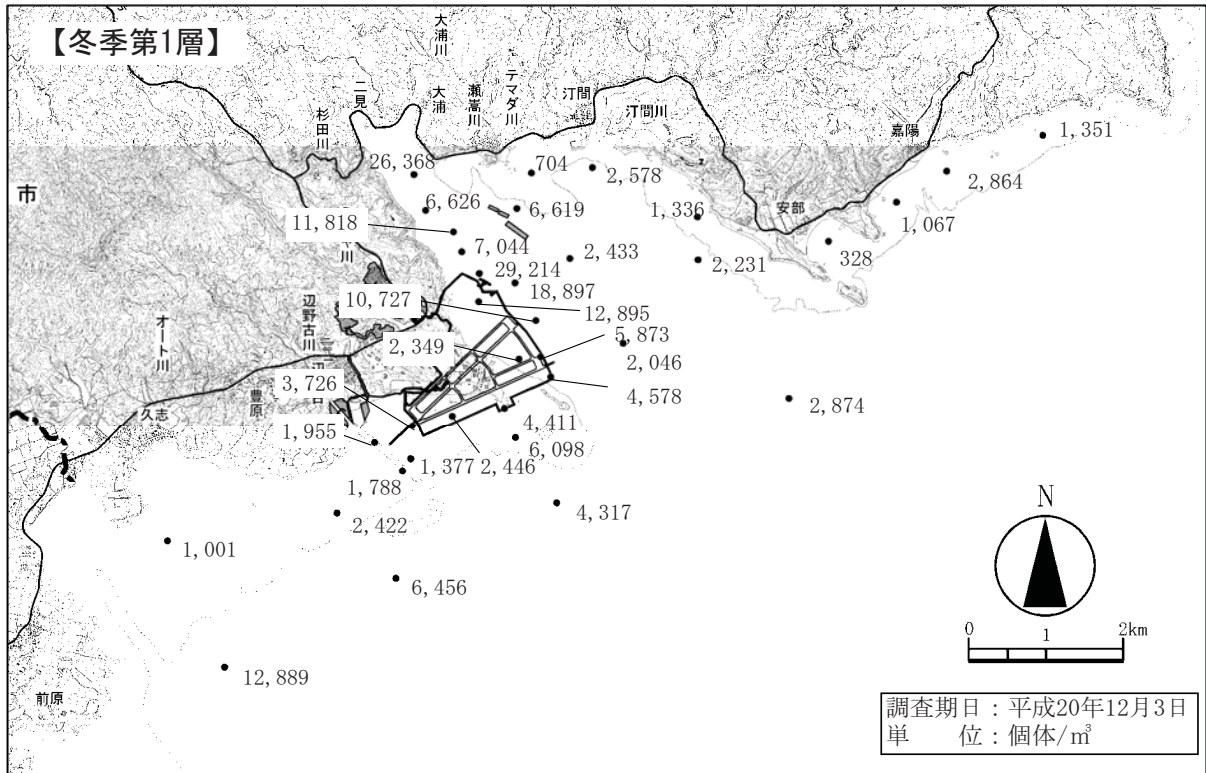 【冬季第1層】
大浦川
大浦
二見
杉田川
瀬嵩川
テマダ川
汀間
汀間川
嘉陽
安部
市
川
辺野古川
オート川
豊原
久志
前原
1,351
26,368
704
2,578
2,864
6,626
6,619
1,336
1,067
11,818
7,044
2,433
328
29,214
2,231
18,897
10,727
12,895
5,873
2,349
2,046
3,726
4,578
2,874
4,411
1,955
6,098
1,377
2,446
1,788
4,317
2,422
1,001
6,456
12,889
N
0 1 2km
調査期日:平成20年12月3日
単 位:個体/㎥